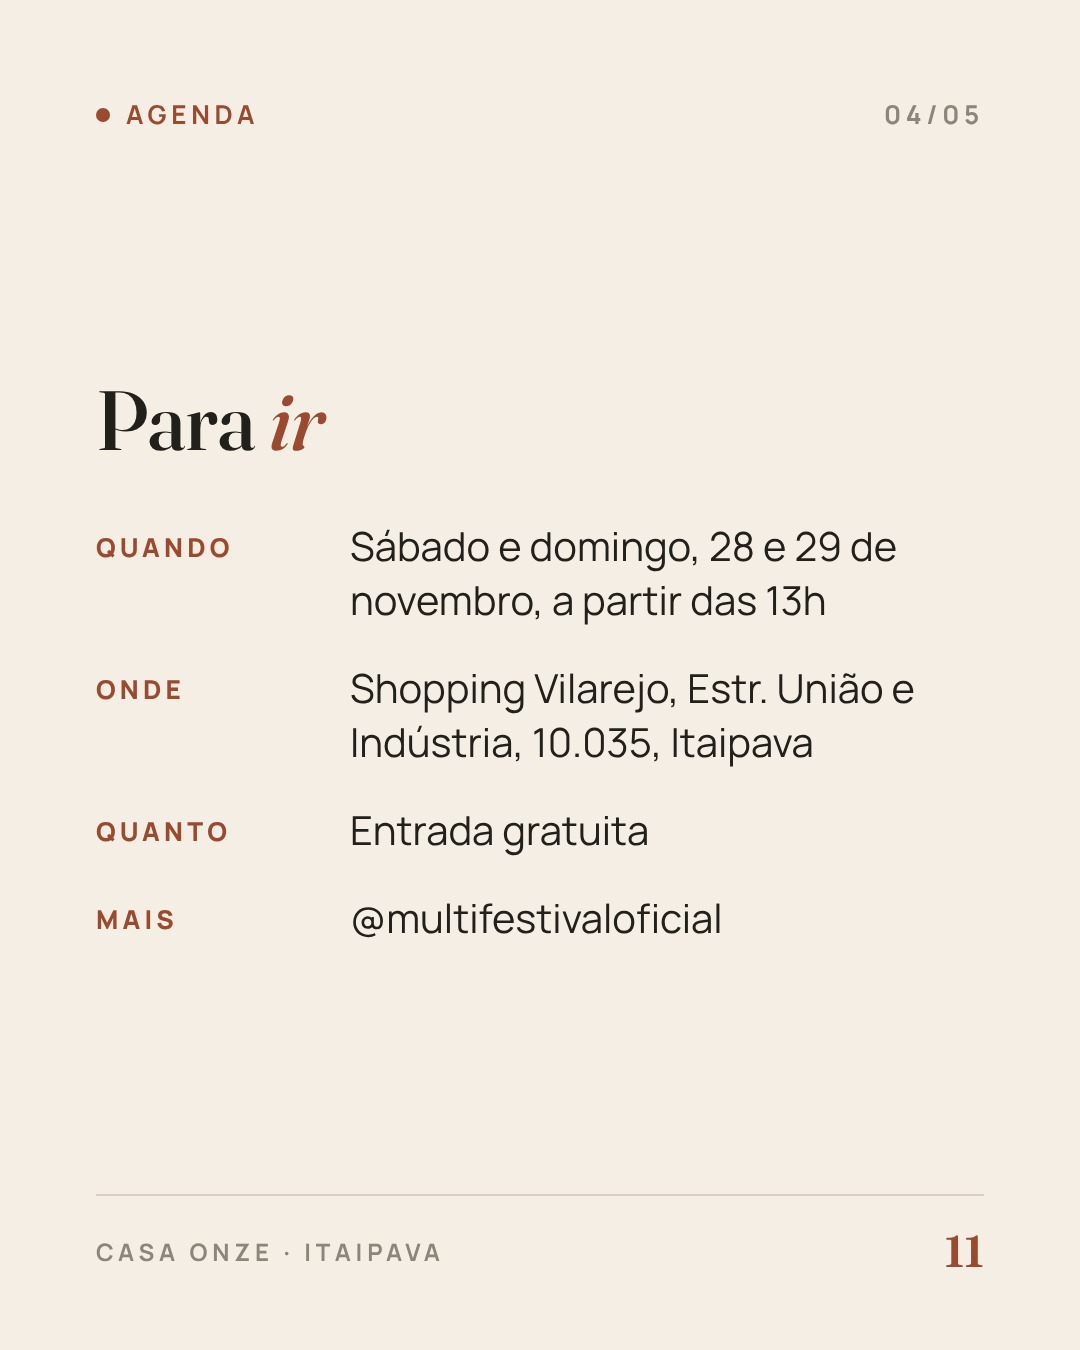 AGENDA
04/05
Para ir
QUANDO
Sábado e domingo, 28 e 29 de
novembro, a partir das 13h
ONDE
Shopping Vilarejo, Estr. União e
Indústria, 10.035, Itaipava
QUANTO
Entrada gratuita
MAIS
@multifestivaloficial
CASA ONZE · ITAIPAVA
11